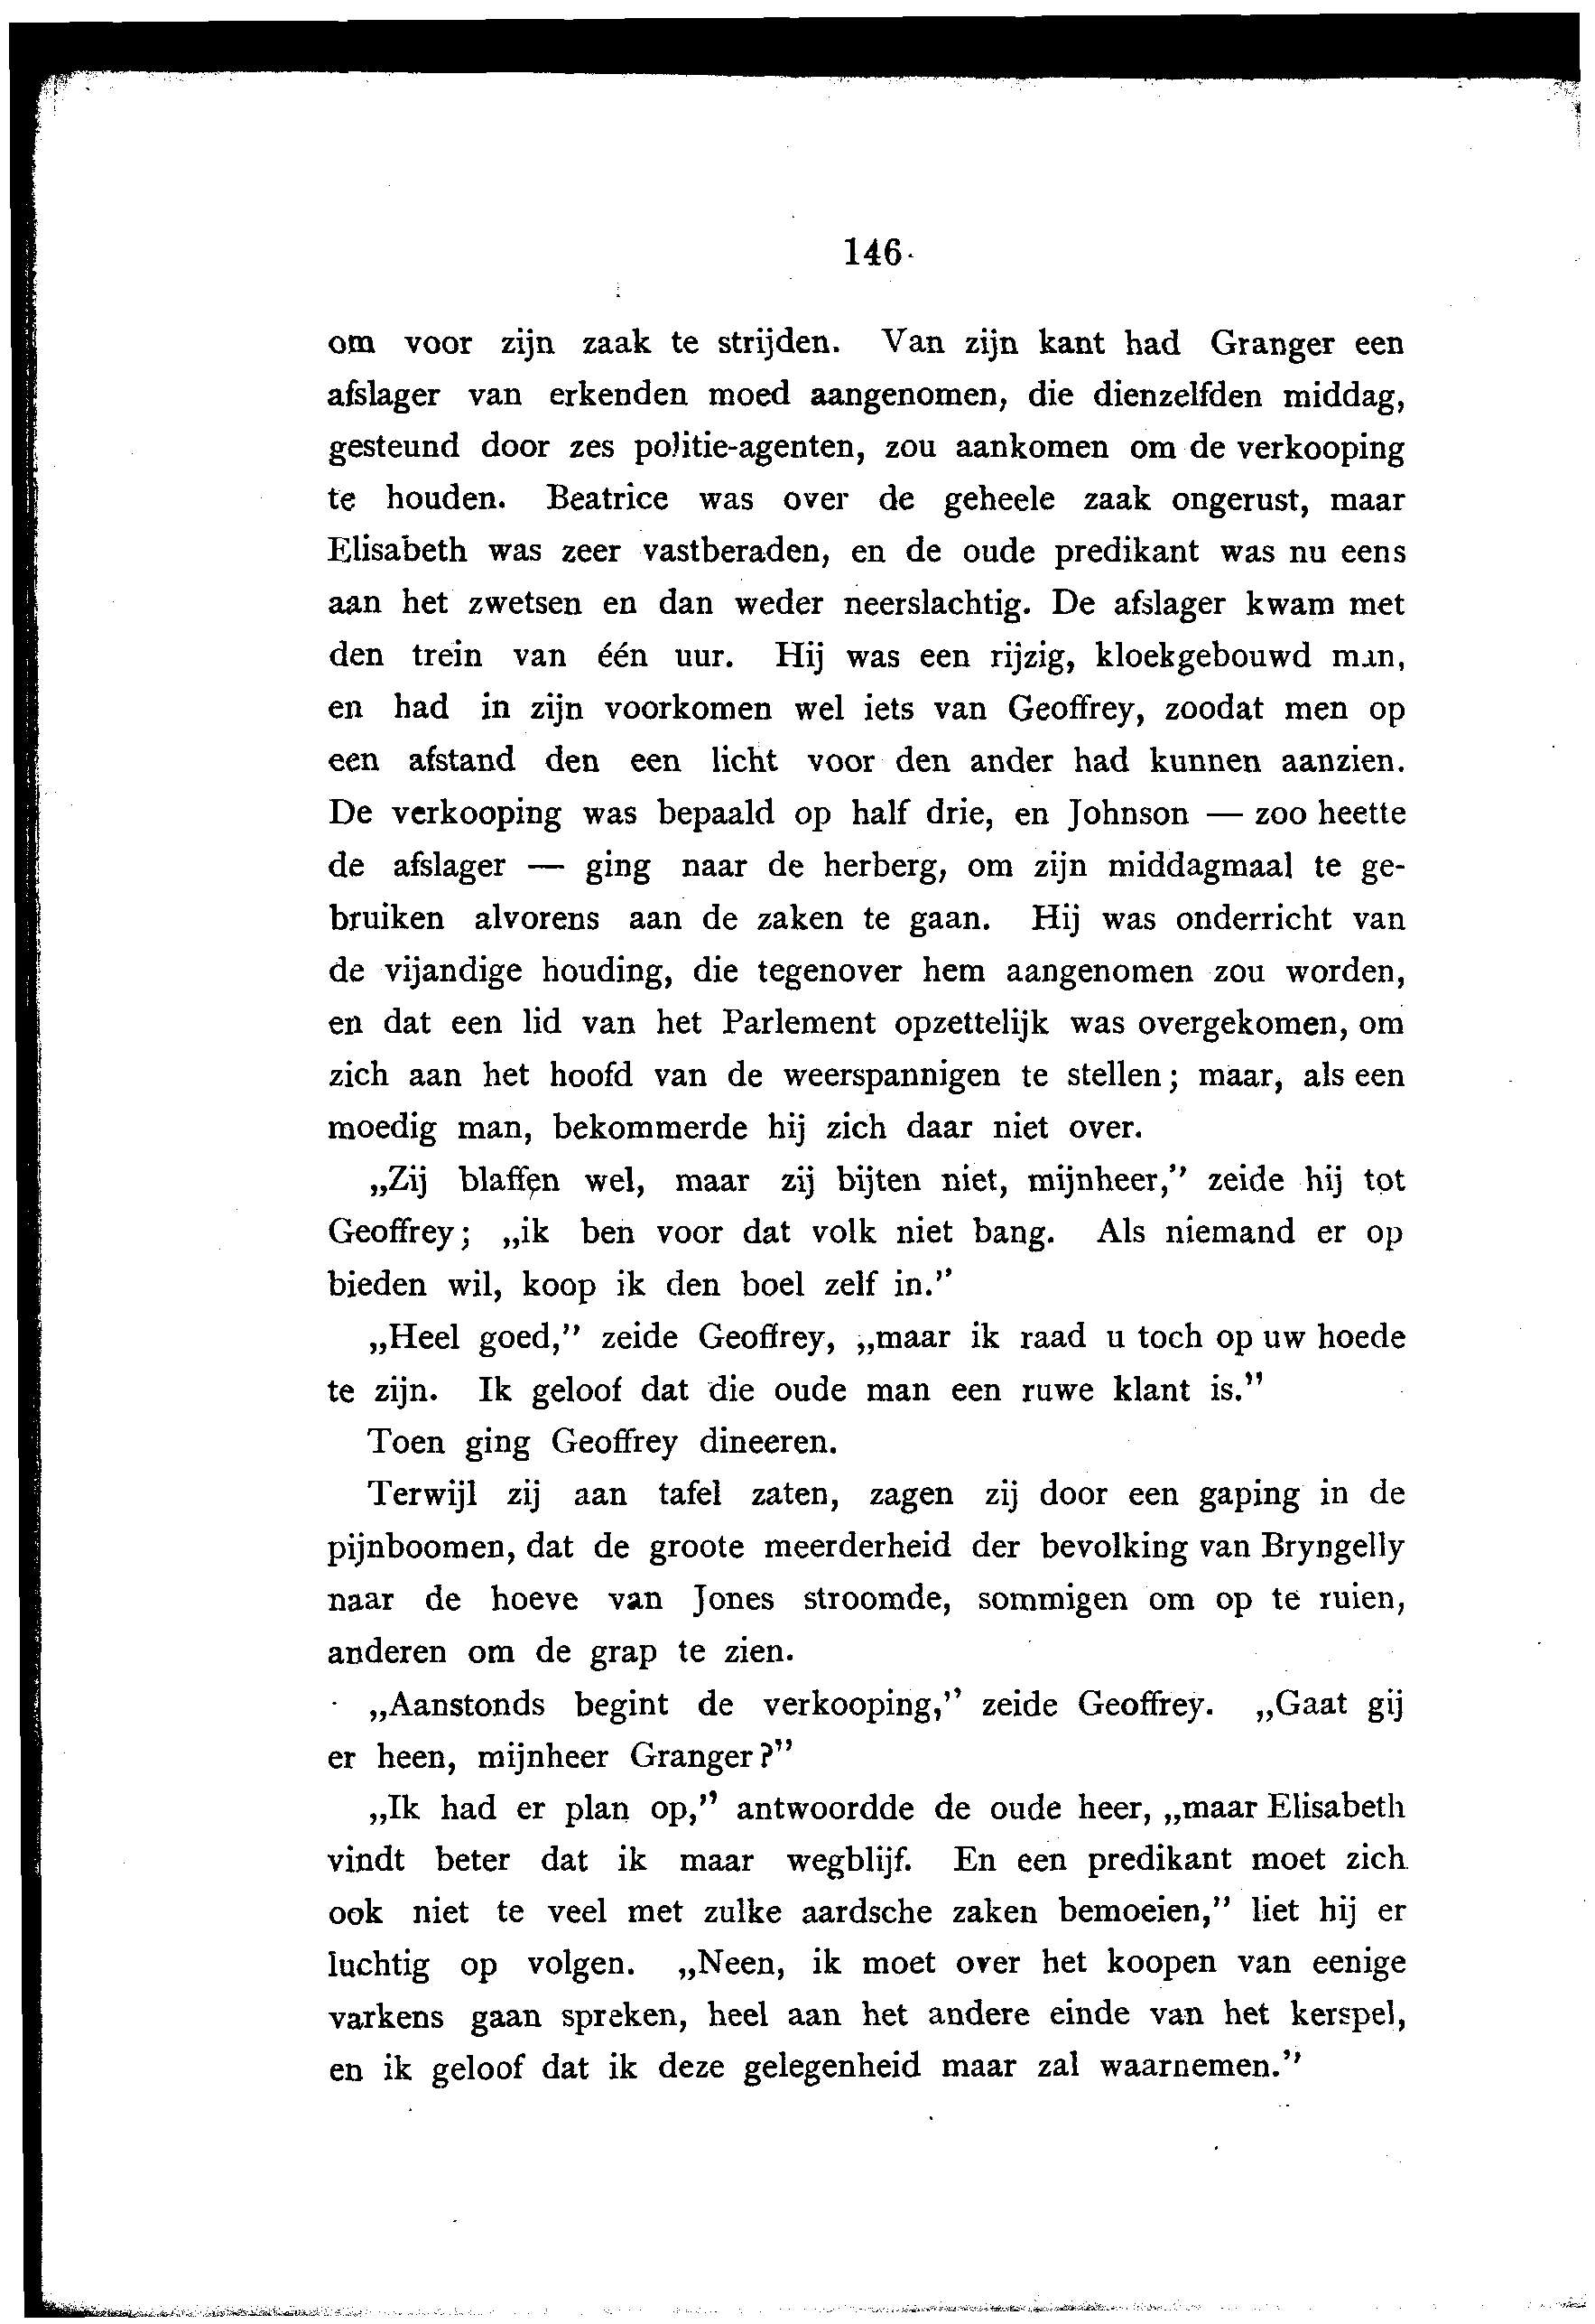 146
om voor zijn zaak te strijden. Van zijn kant had Granger een
afslager van erkenden moed aangenomen, die dienzelfden middag,
gesteund door zes politie-agenten, zou aankomen om de verkooping
te houden. Beatrice was over de geheele zaak ongerust, maar
Elisabeth was zeer vastberaden, en de oude predikant was nu eens
aan het zwetsen en dan weder neerslachtig. De afslager kwam met
den trein van één uur. Hij was een rijzig, kloekgebouwd man,
en had in zijn voorkomen wel iets van Geoffrey, zoodat men op
een afstand den een licht voor den ander had kunnen aanzien.
De verkooping was bepaald op half drie, en Johnson — zoo heette
de afslager — ging naar de herberg, om zijn middagmaal te ge-
bruiken alvorens aan de zaken te gaan. Hij was onderricht van
de vijandige houding, die tegenover hem aangenomen zou worden,
en dat een lid van het Parlement opzettelijk was overgekomen, om
zich aan het hoofd van de weerspannigen te stellen; maar, als een
moedig man, bekommerde hij zich daar niet over.
„Zij blaffen wel, maar zij bijten niet, mijnheer,” zeide hij tot
Geoffrey; „ik ben voor dat volk niet bang. Als niemand er op
bieden wil, koop ik den boel zelf in.”
„Heel goed,” zeide Geoffrey, „maar ik raad u toch op uw hoede
te zijn. Ik geloof dat die oude man een ruwe klant is.”
Toen ging Geoffrey dineeren.
Terwijl zij aan tafel zaten, zagen zij door een gaping in de
pijnboomen, dat de groote meerderheid der bevolking van Bryngelly
naar de hoeve van Jones stroomde, sommigen om op te ruien,
anderen om de grap te zien.
„Aanstonds begint de verkooping,” zeide Geoffrey. „Gaat gij
er heen, mijnheer Granger?”
„Ik had er plan op,” antwoordde de oude heer, „maar Elisabeth
vindt beter dat ik maar wegblijf. En een predikant moet zich
ook niet te veel met zulke aardsche zaken bemoeien,” liet hij er
luchtig op volgen. „Neen, ik moet over het koopen van eenige
varkens gaan spreken, heel aan het andere einde van het kerspel,
en ik geloof dat ik deze gelegenheid maar zal waarnemen.”